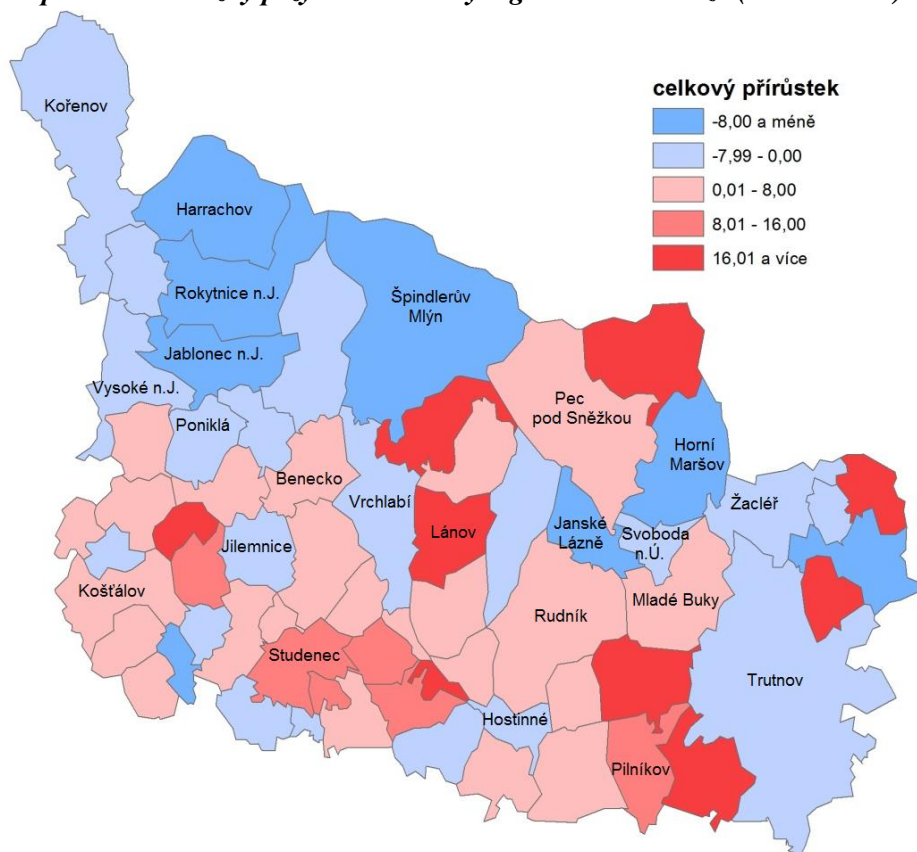 celkový přírůstek
-8,00 a méně
-7,99 - 0,00
0,01 - 8,00
8,01 - 16,00
16,01 a více
Kořenov
Harrachov
Rokytnice n.J.
Špindlerův
Mlýn
Jablonec n.J.
Vysoké n.J.
Pec
pod Sněžkou
Poniklá
Horní
Maršov
Benecko
Vrchlabí
Žacléř
Lánov
Janské
Lázně
Svoboda
n.Ú.
Jilemnice
Košťálov
Mladé Buky
Rudník
Studenec
Trutnov
Hostinné
Pilníkov